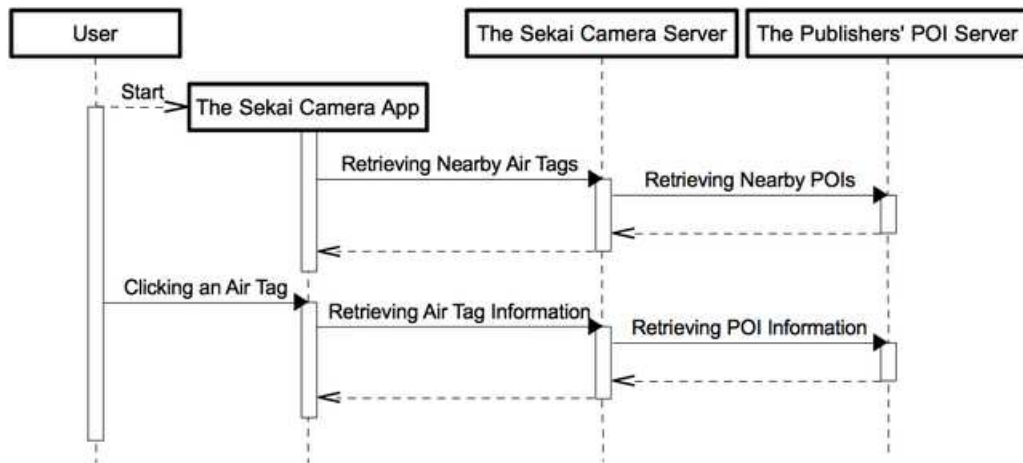 User
The Sekai Camera Server
The Publishers' POI Server
Start
The Sekai Camera App
Retrieving Nearby Air Tags
Retrieving Nearby POIs
Clicking an Air Tag
Retrieving Air Tag Information
Retrieving POI Information